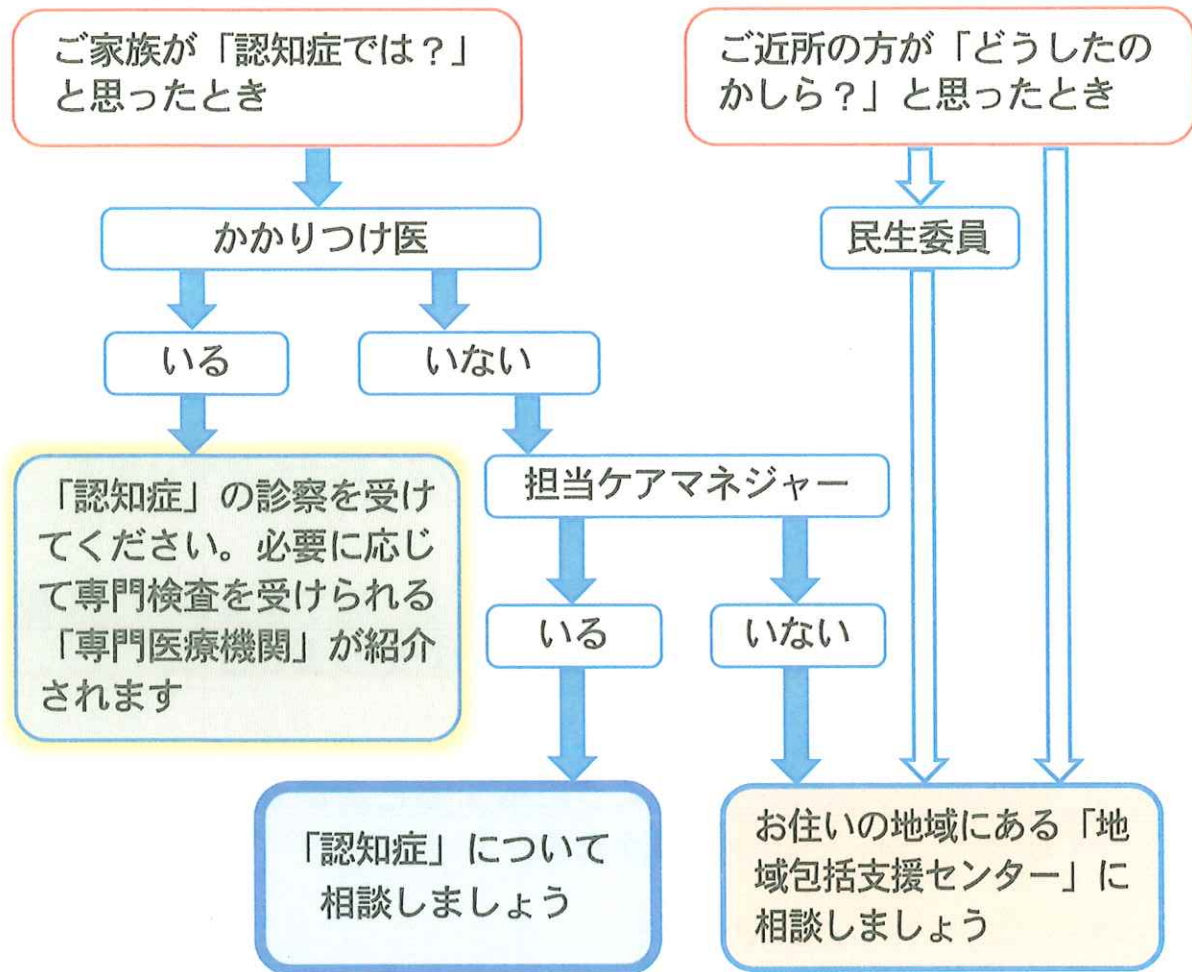 ご家族が「認知症では？」
と思ったとき
ご近所の方が「どうしたの
かしら？」と思ったとき
かかりつけ医
民生委員
いる
いない
「認知症」の診察を受け
てください。必要に応じ
て専門検査を受けられる
「専門医療機関」が紹介
されます
担当ケアマネジャー
いる
いない
「認知症」について
相談しましょう
お住いの地域にある「地
域包括支援センター」に
相談しましょう